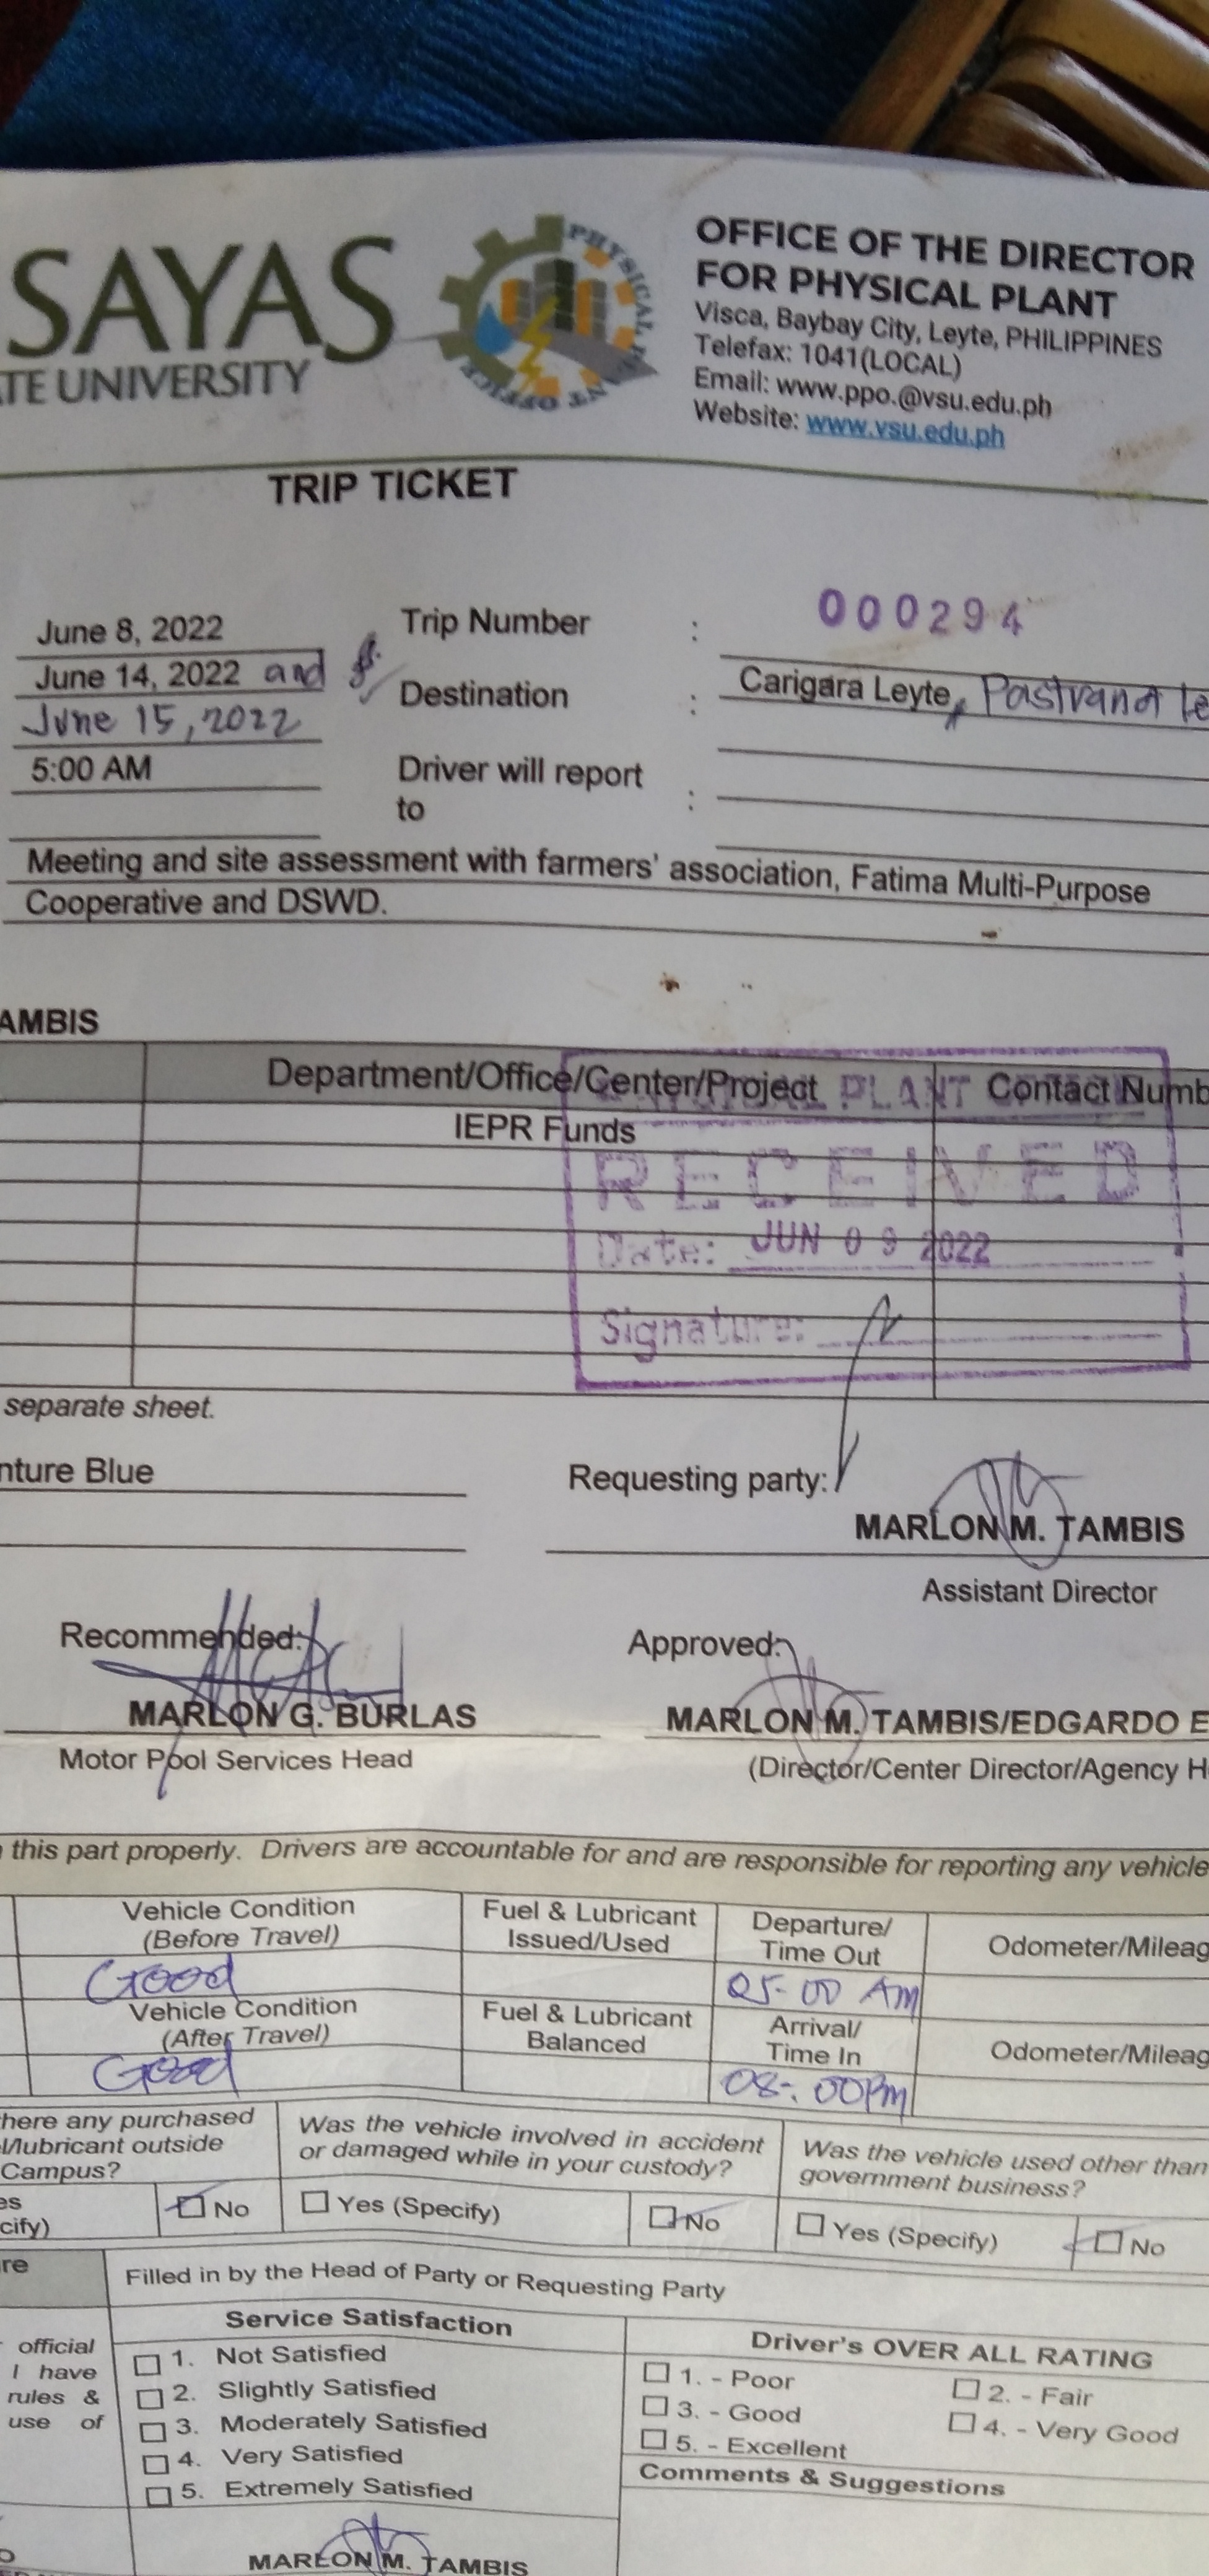 SAYAS
TE UNIVERSITY
PHYSICAL PLANT OFFICE
OFFICE OF THE DIRECTOR
FOR PHYSICAL PLANT
Visca, Baybay City, Leyte, PHILIPPINES
Telefax: 1041(LOCAL)
Email: www.ppo.@vsu.edu.ph
Website: www.vsu.edu.ph
TRIP TICKET
June 8, 2022 Trip Number : 000294
June 14, 2022 and
June 15, 2022 Destination : Carigara Leyte, Pastrana Le
5:00 AM Driver will report
to :
Meeting and site assessment with farmers' association, Fatima Multi-Purpose
Cooperative and DSWD.
AMBIS
Department/Office/Center/Project Contact Numb
IEPR Funds
PLANT
RECEIVED
Date: JUN 09 2022
Signature:
separate sheet.
nture Blue
Requesting party:
MARLON M. TAMBIS
Assistant Director
Recommended: Approved:
MARLON G. BURLAS MARLON M. TAMBIS/EDGARDO E
Motor Pool Services Head (Director/Center Director/Agency H
this part properly. Drivers are accountable for and are responsible for reporting any vehicle
Vehicle Condition Fuel & Lubricant Departure/ Odometer/Mileag
(Before Travel) Issued/Used Time Out
Good 05:00 AM
Vehicle Condition Fuel & Lubricant Arrival/ Odometer/Mileag
(After Travel) Balanced Time In
Good 08:00PM
here any purchased Was the vehicle involved in accident Was the vehicle used other than
l/lubricant outside or damaged while in your custody? government business?
Campus?
es No Yes (Specify) No Yes (Specify) No
cify)
re Filled in by the Head of Party or Requesting Party
Service Satisfaction Driver's OVER ALL RATING
official 1. Not Satisfied 1. - Poor 2. - Fair
I have 2. Slightly Satisfied 3. - Good 4. - Very Good
rules & 3. Moderately Satisfied 5. - Excellent
use of 4. Very Satisfied Comments & Suggestions
5. Extremely Satisfied
MARLON M. TAMBIS